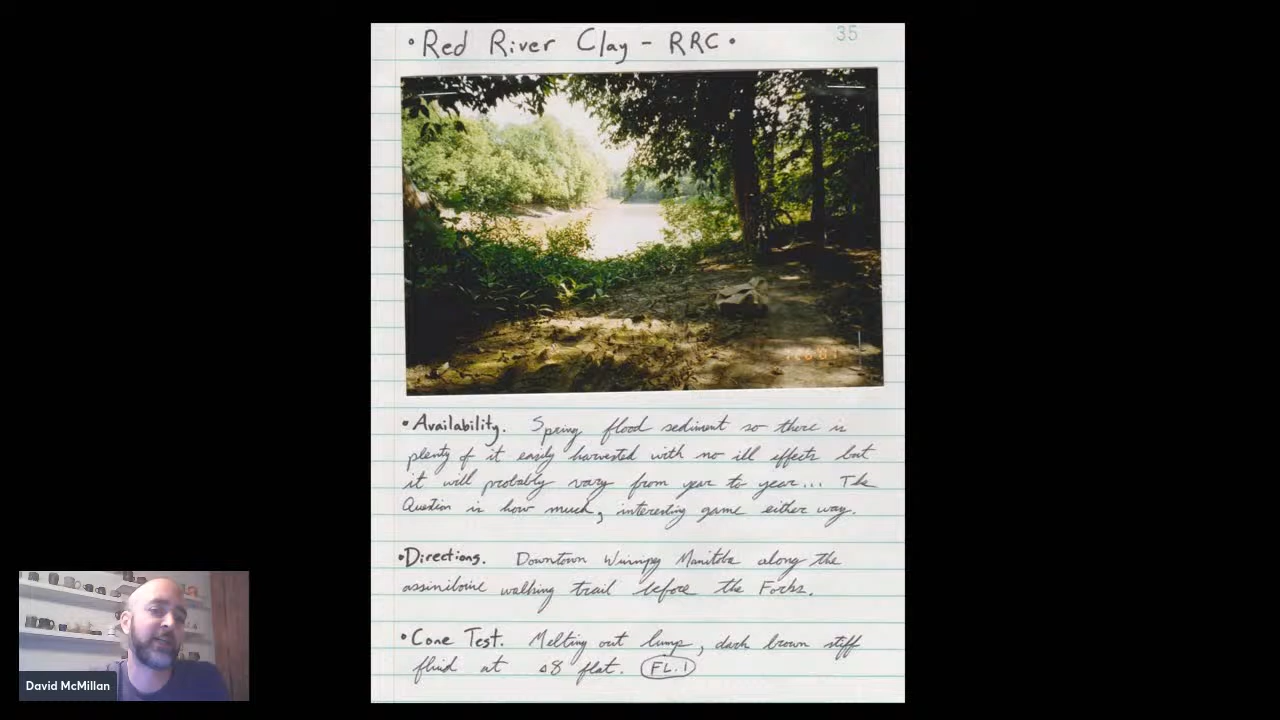 35
• Red River Clay - RRC •
• Availability. Spring flood sediment so there is
plenty of it easily harvested with no ill effects but
it will probably vary from year to year... The
Question is how much, interesting game either way.
• Directions. Downtown Winnipeg Manitoba along the
assiniboine walking trail before the Forks.
• Cone Test. Melting out lump, dark brown stiff
fluid at △8 flat. FL.1
David McMillan